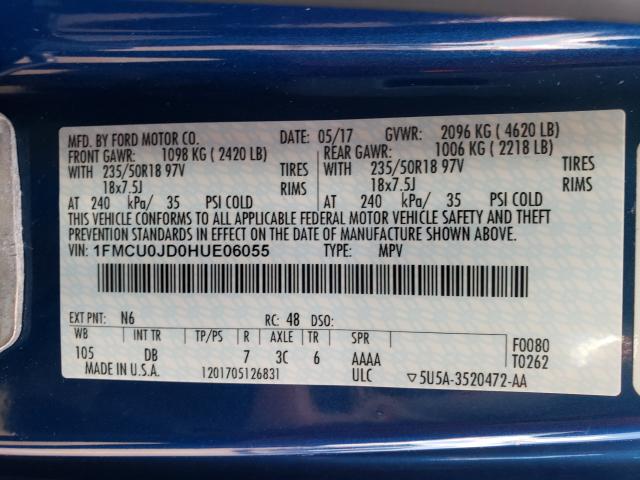 MFD. BY FORD MOTOR CO. DATE: 05/17 GVWR: 2096 KG ( 4620 LB)
FRONT GAWR: 1098 KG ( 2420 LB) REAR GAWR: 1006 KG ( 2218 LB)
WITH 235/50R18 97V TIRES WITH 235/50R18 97V TIRES
18x7.5J RIMS 18x7.5J RIMS
AT 240 kPa/ 35 PSI COLD AT 240 kPa/ 35 PSI COLD
THIS VEHICLE CONFORMS TO ALL APPLICABLE FEDERAL MOTOR VEHICLE SAFETY AND THEFT
PREVENTION STANDARDS IN EFFECT ON THE DATE OF MANUFACTURE SHOWN ABOVE.
VIN: 1FMCU0JD0HUE06055 TYPE: MPV
EXT PNT: N6 RC: 48 DSO:
WB INT TR TP/PS R AXLE TR SPR F0080
105 DB 7 3C 6 AAAA T0262
MADE IN U.S.A. 1201705126831 ULC ▽5U5A-3520472-AA